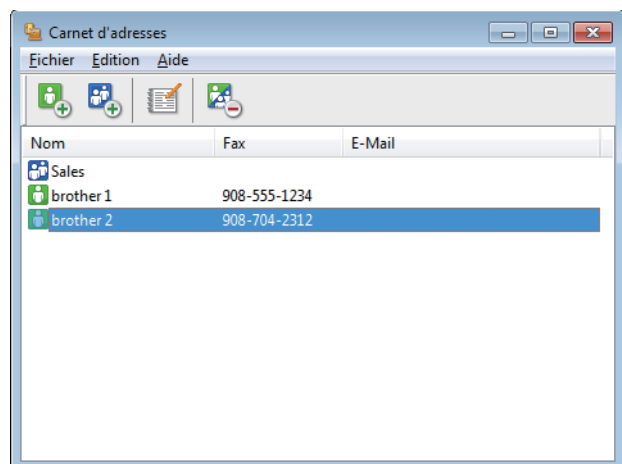 Carnet d'adresses
Fichier Edition Aide
Nom Fax E-Mail
Sales
brother 1 908-555-1234
brother 2 908-704-2312